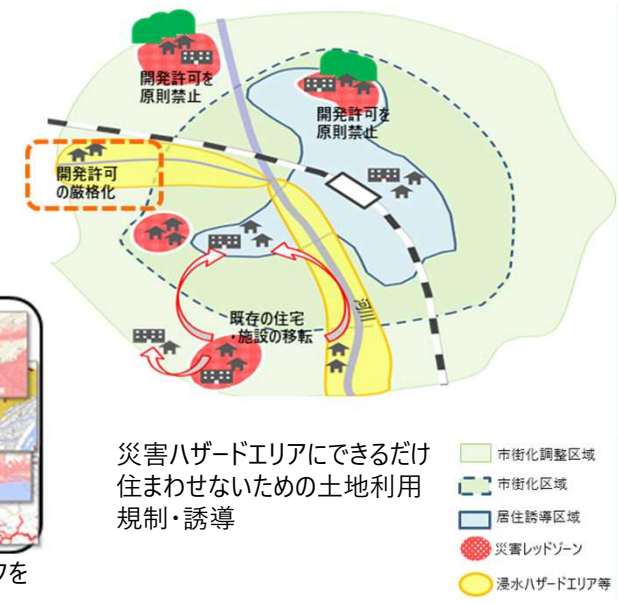 開発許可を
原則禁止
開発許可を
原則禁止
開発許可
の厳格化
河川
既存の住宅
・施設の移転
災害ハザードエリアにできるだけ
住まわせないための土地利用
規制・誘導
市街化調整区域
市街化区域
居住誘導区域
災害レッドゾーン
浸水ハザードエリア等
を